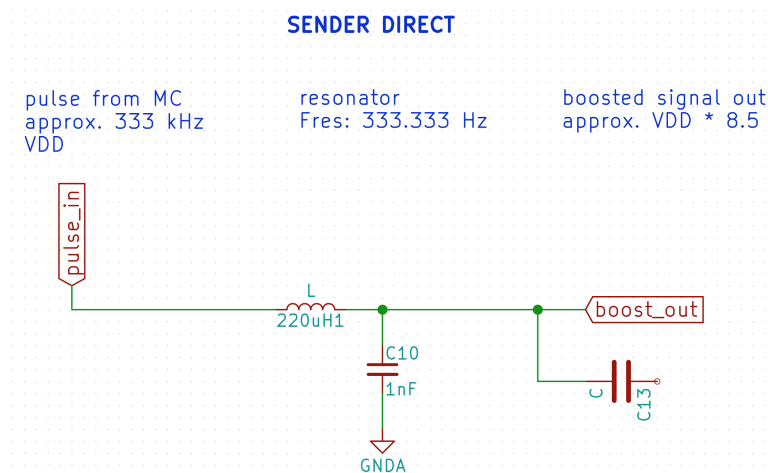 SENDER DIRECT
pulse from MC
approx. 333 kHz
VDD
resonator
Fres: 333.333 Hz
boosted signal out
approx. VDD * 8.5
pulse_in
L
220uH1
boost_out
C10
1nF
C
C13
GNDA